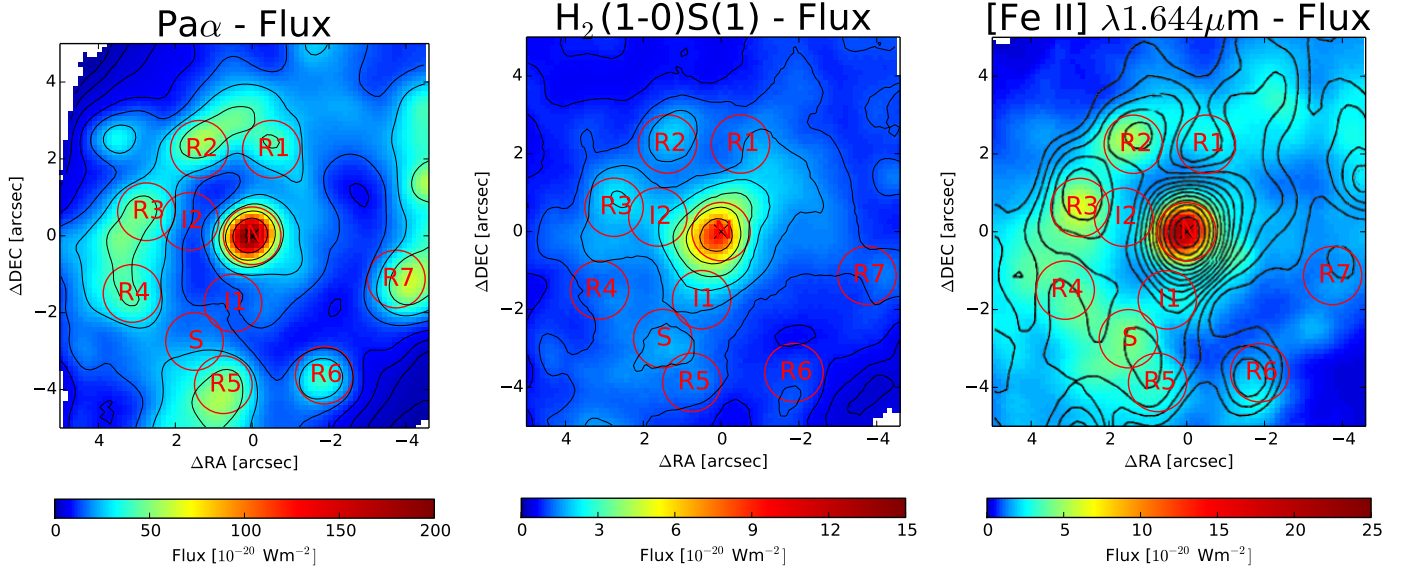 Paα - Flux
H₂(1-0)S(1) - Flux
[Fe II] λ1.644μm - Flux
ΔDEC [arcsec]
4
2
0
−2
−4
R2
R1
R3
I2
N
R4
I1
R7
S
R5
R6
4
2
0
−2
−4
ΔRA [arcsec]
ΔDEC [arcsec]
4
2
0
−2
−4
R2
R1
R3
I2
R4
I1
R7
S
R5
R6
4
2
0
−2
−4
ΔRA [arcsec]
ΔDEC [arcsec]
4
2
0
−2
−4
R2
R1
R3
I2
R4
I1
R7
S
R5
R6
4
2
0
−2
−4
ΔRA [arcsec]
0 50 100 150 200
Flux [10⁻²⁰ Wm⁻²]
0 3 6 9 12 15
Flux [10⁻²⁰ Wm⁻²]
0 5 10 15 20 25
Flux [10⁻²⁰ Wm⁻²]